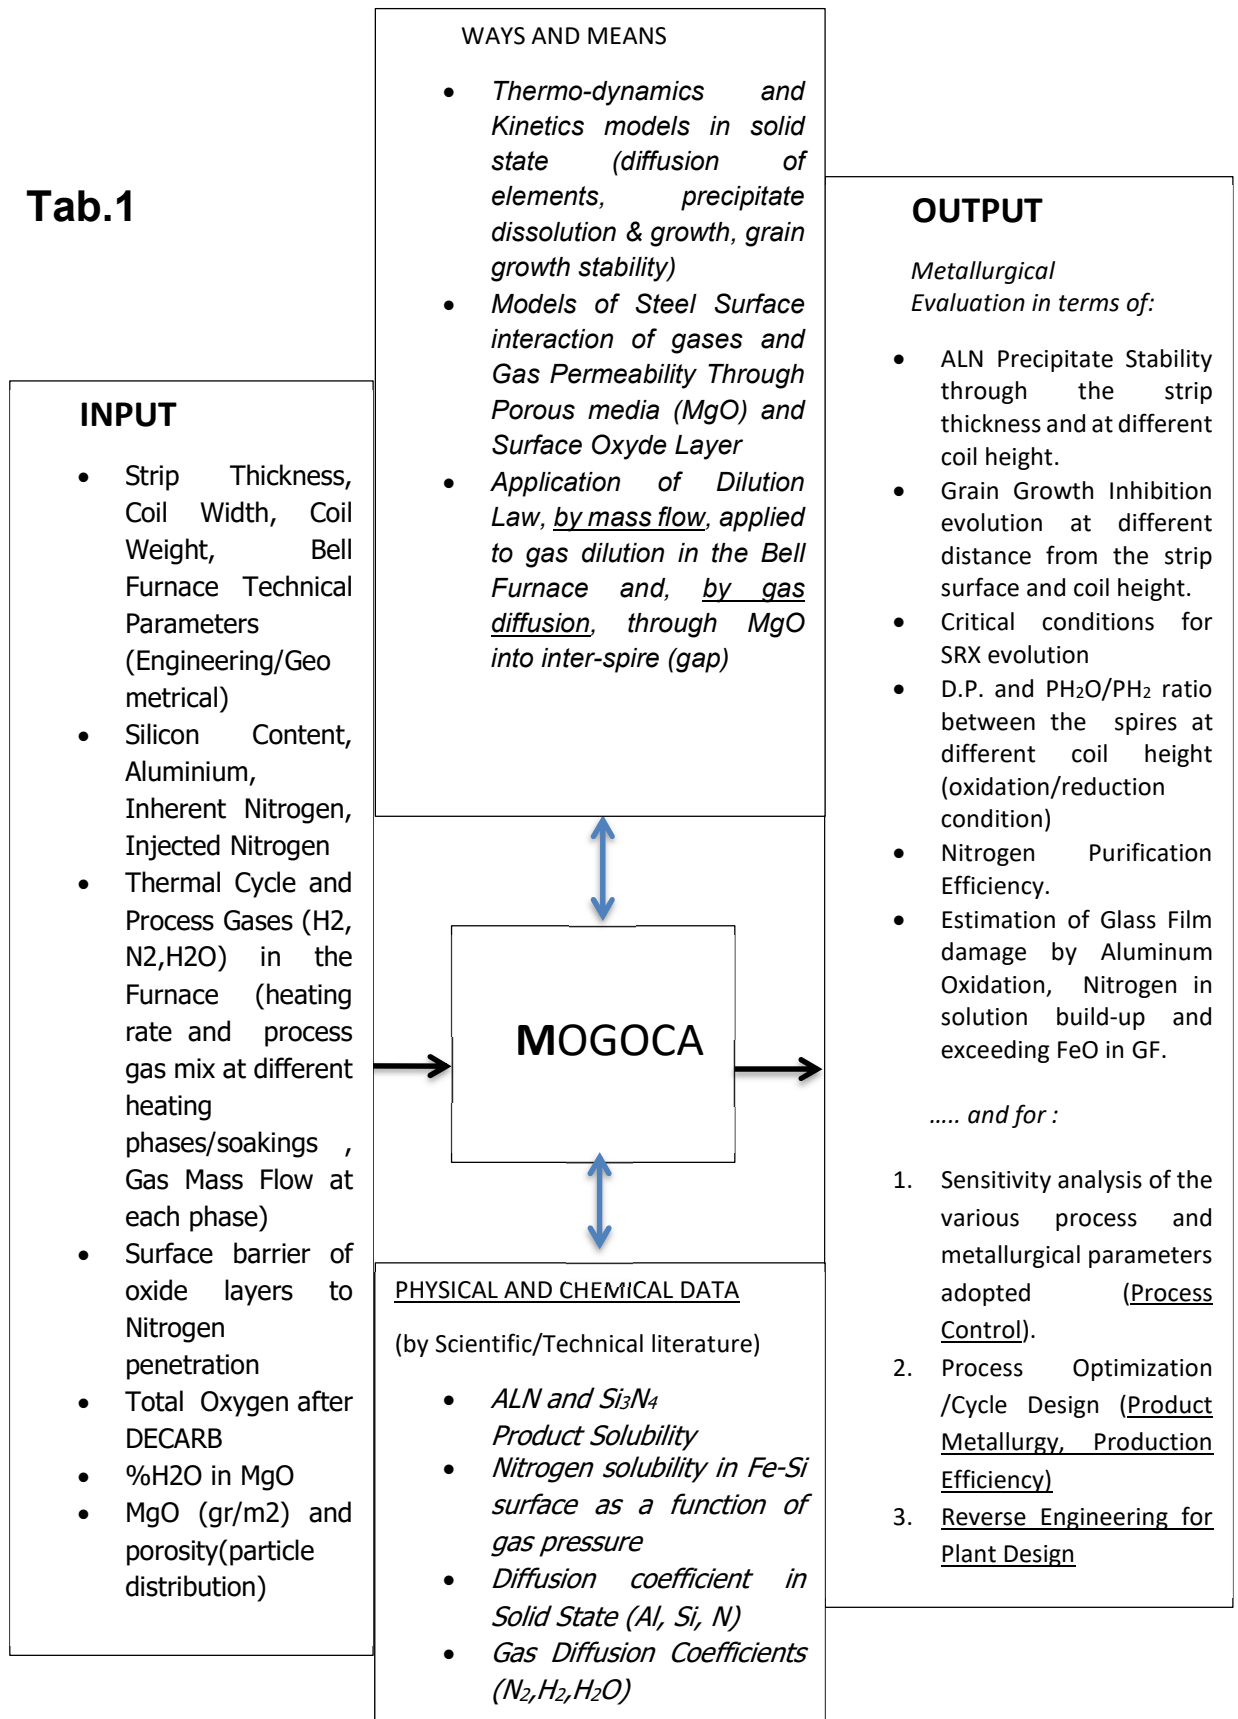 Tab.1
WAYS AND MEANS
• Thermo-dynamics and
Kinetics models in solid
state (diffusion of
elements, precipitate
dissolution & growth, grain
growth stability)
• Models of Steel Surface
interaction of gases and
Gas Permeability Through
Porous media (MgO) and
Surface Oxyde Layer
• Application of Dilution
Law, by mass flow, applied
to gas dilution in the Bell
Furnace and, by gas
diffusion, through MgO
into inter-spire (gap)
INPUT
• Strip Thickness,
Coil Width, Coil
Weight, Bell
Furnace Technical
Parameters
(Engineering/Geo
metrical)
• Silicon Content,
Aluminium,
Inherent Nitrogen,
Injected Nitrogen
• Thermal Cycle and
Process Gases (H2,
N2,H2O) in the
Furnace (heating
rate and process
gas mix at different
heating
phases/soakings ,
Gas Mass Flow at
each phase)
• Surface barrier of
oxide layers to
Nitrogen
penetration
• Total Oxygen after
DECARB
• %H2O in MgO
• MgO (gr/m2) and
porosity(particle
distribution)
MOGOCA
PHYSICAL AND CHEMICAL DATA
(by Scientific/Technical literature)
• ALN and Si3N4
Product Solubility
• Nitrogen solubility in Fe-Si
surface as a function of
gas pressure
• Diffusion coefficient in
Solid State (Al, Si, N)
• Gas Diffusion Coefficients
(N2,H2,H2O)
OUTPUT
Metallurgical
Evaluation in terms of:
• ALN Precipitate Stability
through the strip
thickness and at different
coil height.
• Grain Growth Inhibition
evolution at different
distance from the strip
surface and coil height.
• Critical conditions for
SRX evolution
• D.P. and PH2O/PH2 ratio
between the spires at
different coil height
(oxidation/reduction
condition)
• Nitrogen Purification
Efficiency.
• Estimation of Glass Film
damage by Aluminum
Oxidation, Nitrogen in
solution build-up and
exceeding FeO in GF.
….. and for :
1. Sensitivity analysis of the
various process and
metallurgical parameters
adopted (Process
Control).
2. Process Optimization
/Cycle Design (Product
Metallurgy, Production
Efficiency)
3. Reverse Engineering for
Plant Design